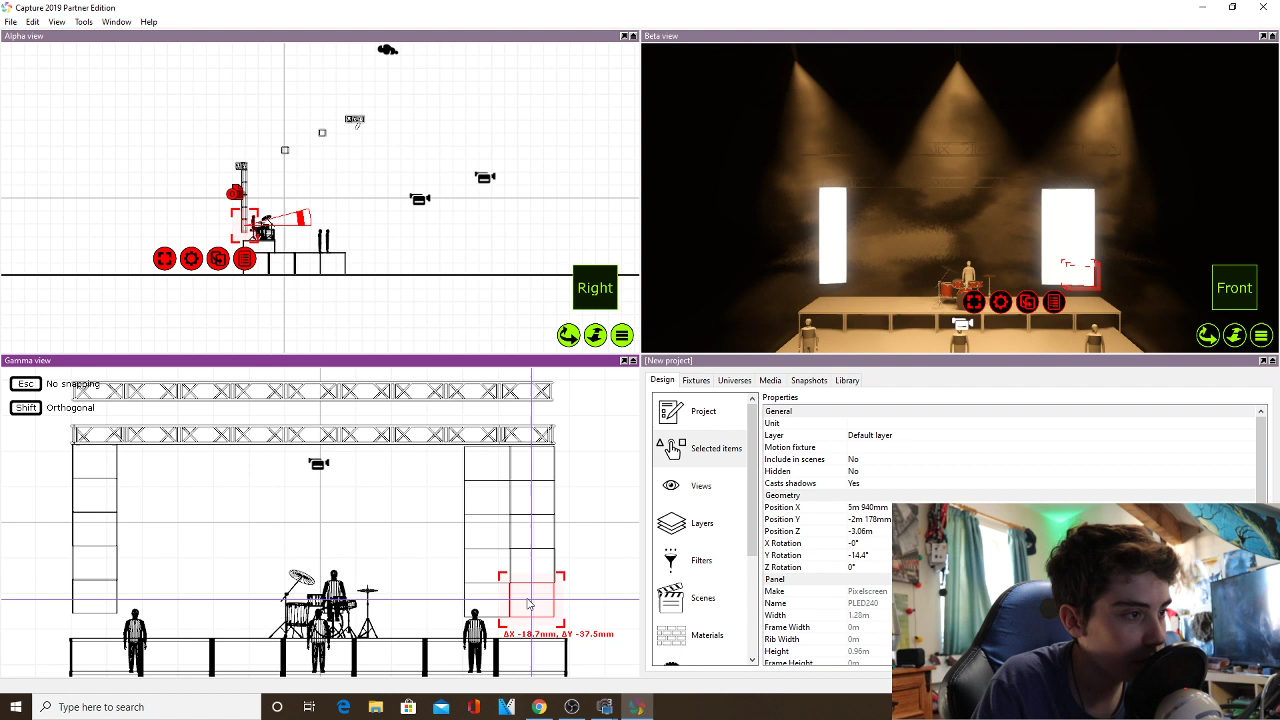 Capture 2019 Partner Edition
File Edit View Tools Window Help
Alpha view
Right
Beta view
Front
Gamma view
Esc No snapping
Shift Orthogonal
ΔX -18.7mm, ΔY -37.5mm
[New project]
Design Fixtures Universes Media Snapshots Library
Project
Selected items
Views
Layers
Filters
Scenes
Materials
Properties
General
Unit
Layer Default layer
Motion fixture
Include in scenes No
Hidden No
Casts shadows Yes
Geometry
Position X 5m 940mm
Position Y -2m 178mm
Position Z -3.06m
X Rotation -0°
Y Rotation -14.4°
Z Rotation 0°
Panel
Make Pixelscreen
Name PLED240
Width 1.28m
Frame Width 0m
Rib Width 0m
Height 0.96m
Frame Height 0m
Type here to search